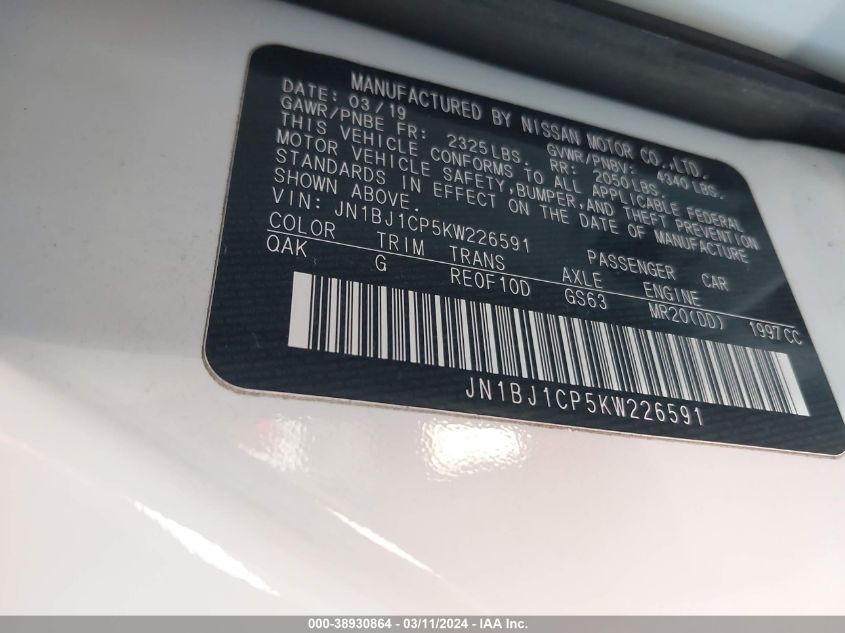 MANUFACTURED BY NISSAN MOTOR CO.,LTD.
DATE: 03/19 GVWR/PNBV: 4340 LBS.
GAWR/PNBE FR: 2325LBS. RR: 2050LBS.
THIS VEHICLE CONFORMS TO ALL APPLICABLE FEDERAL
MOTOR VEHICLE SAFETY,BUMPER,AND THEFT PREVENTION
STANDARDS IN EFFECT ON THE DATE OF MANUFACTURE
SHOWN ABOVE.
VIN: JN1BJ1CP5KW226591 PASSENGER CAR
COLOR TRIM TRANS AXLE ENGINE
QAK G RE0F10D GS63 MR20(DD) 1997CC
JN1BJ1CP5KW226591
000-38930864 - 03/11/2024 - IAA Inc.